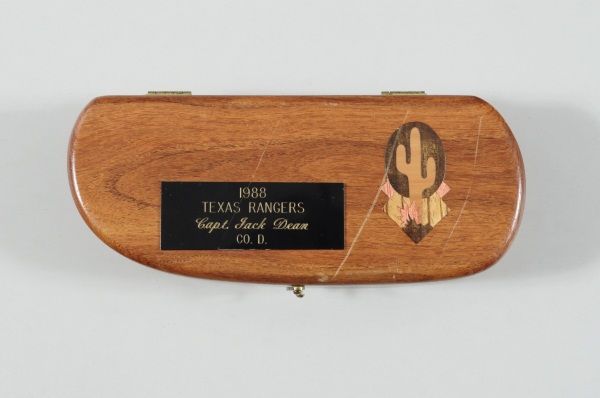 1988
TEXAS RANGERS
Capt. Jack Dean
CO. D.